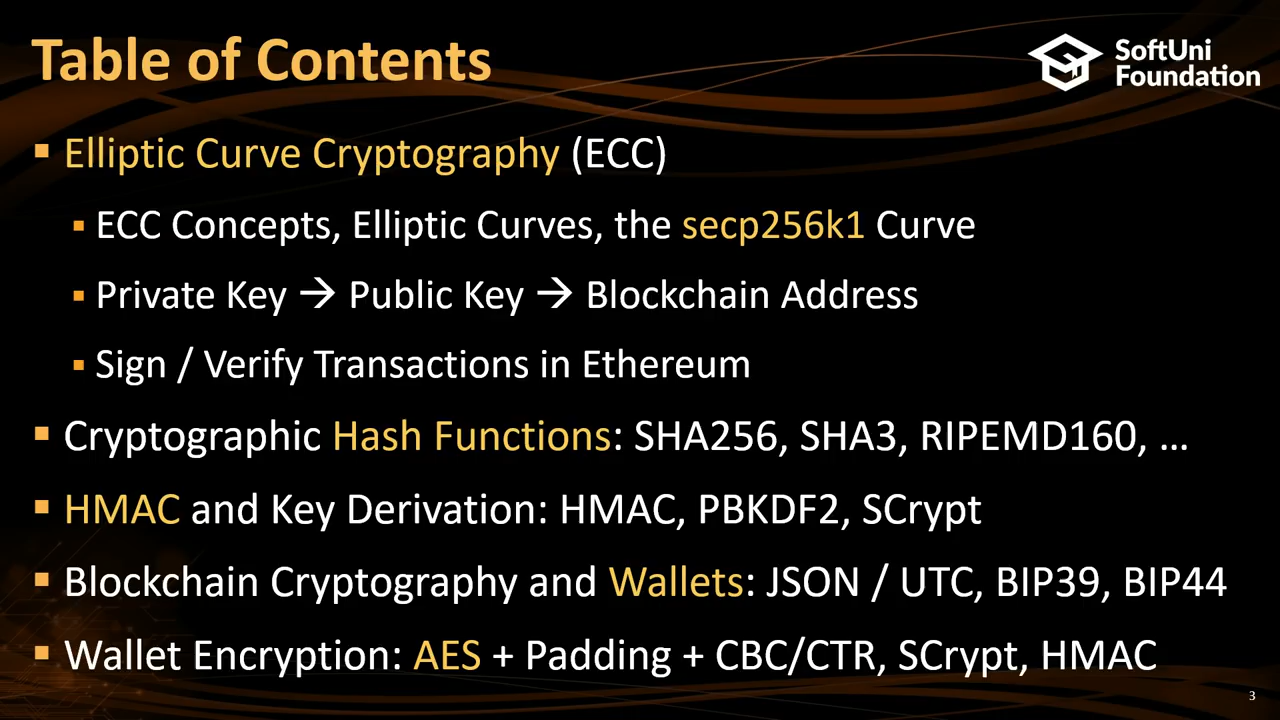 Table of Contents
SoftUni
Foundation
▪ Elliptic Curve Cryptography (ECC)
▪ ECC Concepts, Elliptic Curves, the secp256k1 Curve
▪ Private Key → Public Key → Blockchain Address
▪ Sign / Verify Transactions in Ethereum
▪ Cryptographic Hash Functions: SHA256, SHA3, RIPEMD160, …
▪ HMAC and Key Derivation: HMAC, PBKDF2, SCrypt
▪ Blockchain Cryptography and Wallets: JSON / UTC, BIP39, BIP44
▪ Wallet Encryption: AES + Padding + CBC/CTR, SCrypt, HMAC
3